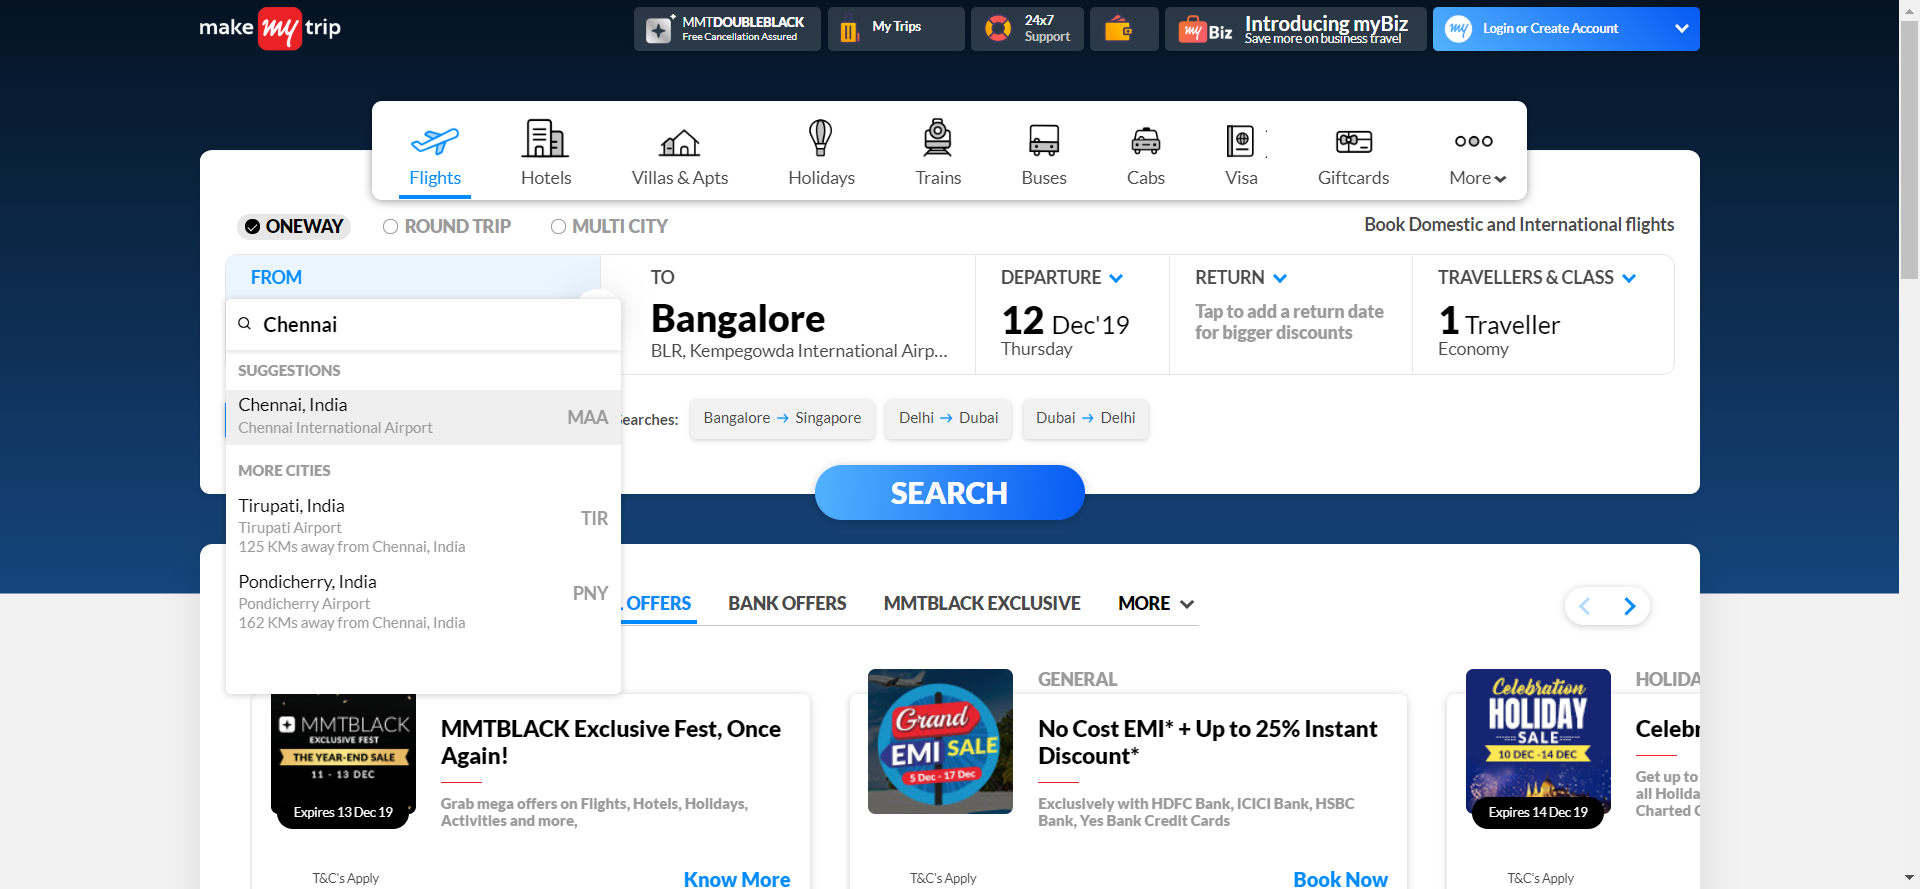 make my trip
MMTDOUBLEBLACK
Free Cancellation Assured
My Trips
24x7
Support
my Biz
Introducing myBiz
Save more on business travel
my
Login or Create Account
Flights
Hotels
Villas & Apts
Holidays
Trains
Buses
Cabs
Visa
Giftcards
More
ONEWAY
ROUND TRIP
MULTI CITY
Book Domestic and International flights
FROM
Chennai
SUGGESTIONS
Chennai, India
Chennai International Airport
MAA
MORE CITIES
Tirupati, India
Tirupati Airport
125 KMs away from Chennai, India
TIR
Pondicherry, India
Pondicherry Airport
162 KMs away from Chennai, India
PNY
TO
Bangalore
BLR, Kempegowda International Airp...
DEPARTURE
12 Dec'19
Thursday
RETURN
Tap to add a return date
for bigger discounts
TRAVELLERS & CLASS
1 Traveller
Economy
earches:
Bangalore → Singapore
Delhi → Dubai
Dubai → Delhi
SEARCH
OFFERS
BANK OFFERS
MMTBLACK EXCLUSIVE
MORE
MMTBLACK
EXCLUSIVE FEST
THE YEAR-END SALE
11 - 13 DEC
Expires 13 Dec 19
MMTBLACK Exclusive Fest, Once
Again!
Grab mega offers on Flights, Hotels, Holidays,
Activities and more,
T&C's Apply
Know More
Grand
EMI SALE
5 Dec - 17 Dec
GENERAL
No Cost EMI* + Up to 25% Instant
Discount*
Exclusively with HDFC Bank, ICICI Bank, HSBC
Bank, Yes Bank Credit Cards
T&C's Apply
Book Now
Celebration
HOLIDAY
SALE
10 DEC -14 DEC
Expires 14 Dec 19
HOLIDA
Celebr
Get up to
all Holida
Charted C
T&C's Apply